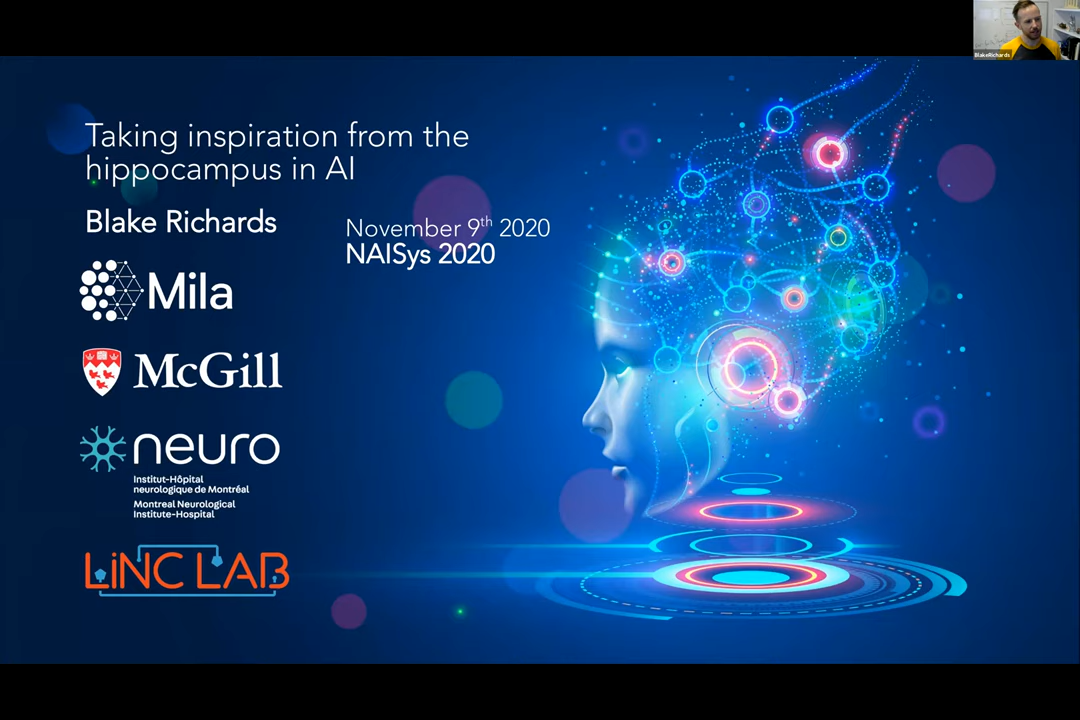 BlakeRichards
Taking inspiration from the
hippocampus in AI
Blake Richards
November 9th 2020
NAISys 2020
Mila
McGill
neuro
Institut-Hôpital
neurologique de Montréal
Montreal Neurological
Institute-Hospital
LiNC LAB